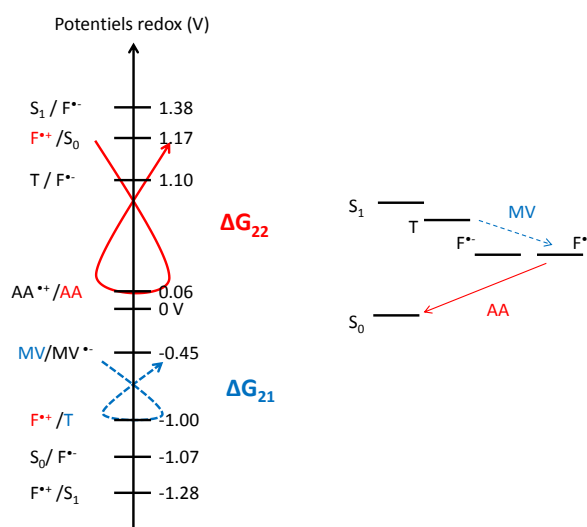 Potentiels redox (V)
S₁ / F•- 1.38
F•+ /S₀ 1.17
T / F•- 1.10
ΔG₂₂
AA •+/AA 0.06
0 V
MV/MV •- -0.45
ΔG₂₁
F•+ /T -1.00
S₀/ F•- -1.07
F•+ /S₁ -1.28
S₁
T
MV
F•- F•
AA
S₀